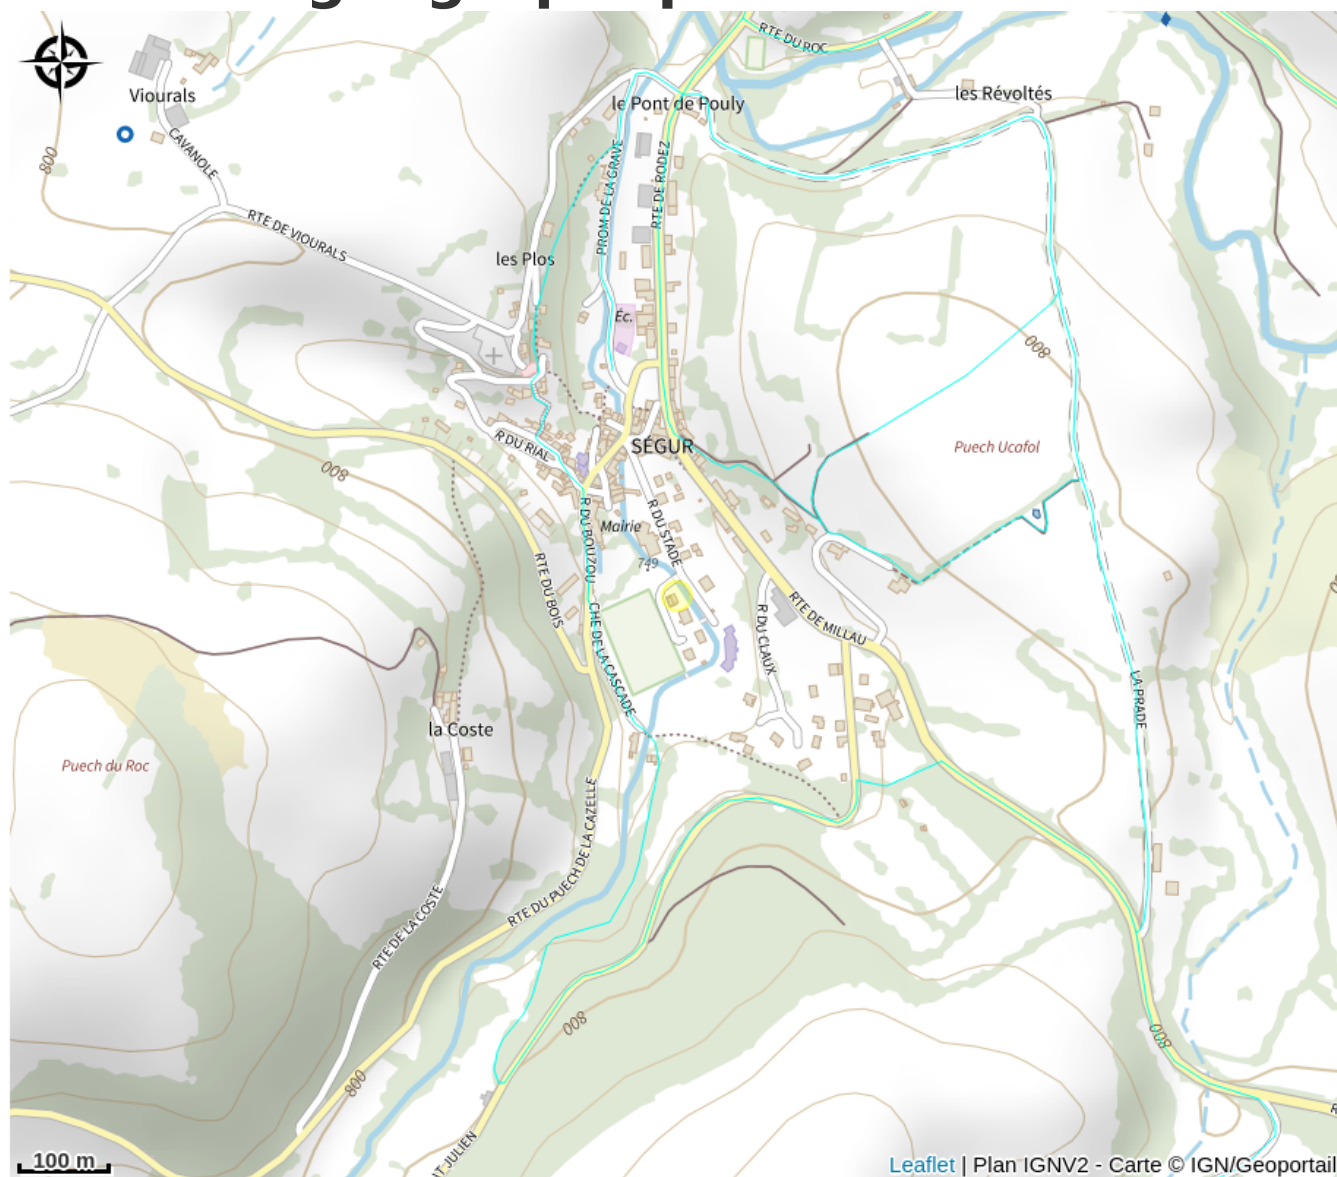 RTE DU ROC
Viourals
les Révoltés
le Pont de Pouly
CAVANOLE
800
PROM DE LA GRAVE
RTE DE RODEZ
RTE DE VIOURALS
les Plos
Éc.
800
R DU RIAL
SÉGUR
Puech Ucafol
800
R DU BOUZOU
Mairie
R DU STADE
749
RTE DU BOIS
CHE DE LA CASCADE
R DU CLAUX
RTE DE MILLAU
LA PRADE
la Coste
Puech du Roc
RTE DU PUECH DE LA CAZELLE
RTE DE LA COSTE
800
800
800
T JULIEN
100 m
Leaflet | Plan IGNV2 - Carte © IGN/Geoportail